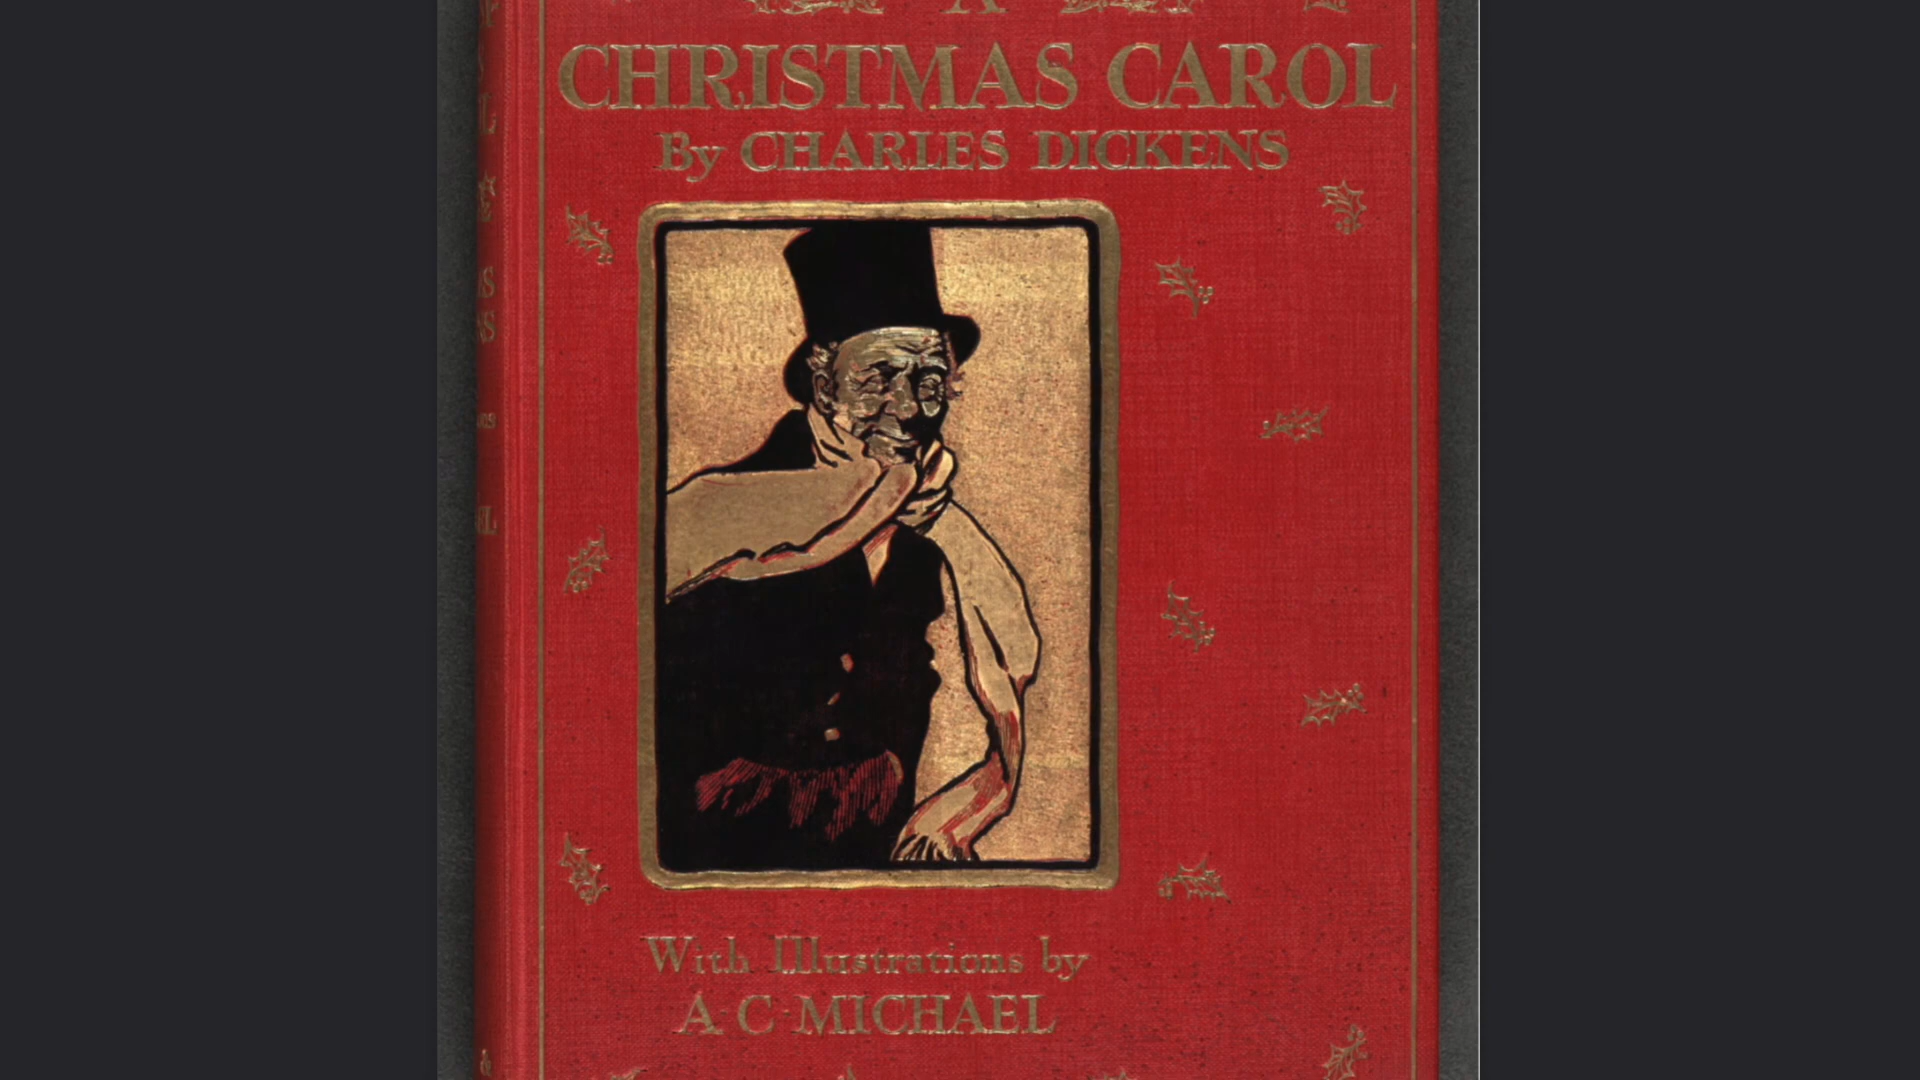 A
CHRISTMAS CAROL
By CHARLES DICKENS
With Illustrations by
A·C·MICHAEL